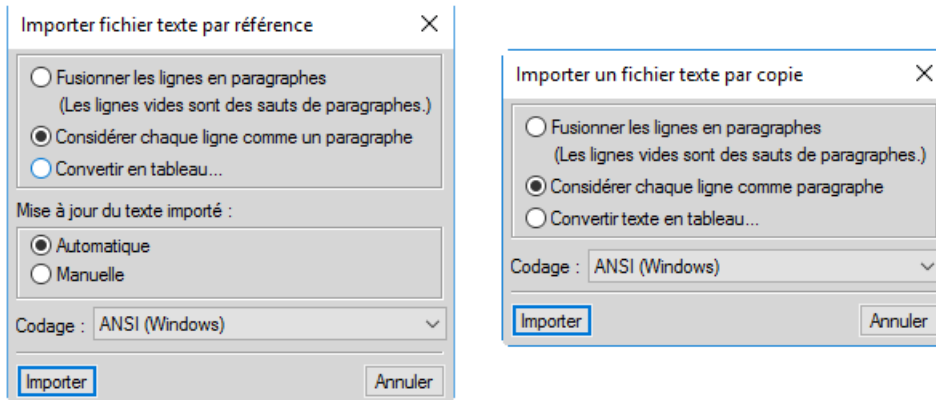 Importer fichier texte par référence
Fusionner les lignes en paragraphes
(Les lignes vides sont des sauts de paragraphes.)
Considérer chaque ligne comme un paragraphe
Convertir en tableau...
Mise à jour du texte importé :
Automatique
Manuelle
Codage : ANSI (Windows)
Importer Annuler
Importer un fichier texte par copie
Fusionner les lignes en paragraphes
(Les lignes vides sont des sauts de paragraphes.)
Considérer chaque ligne comme paragraphe
Convertir texte en tableau...
Codage : ANSI (Windows)
Importer Annuler